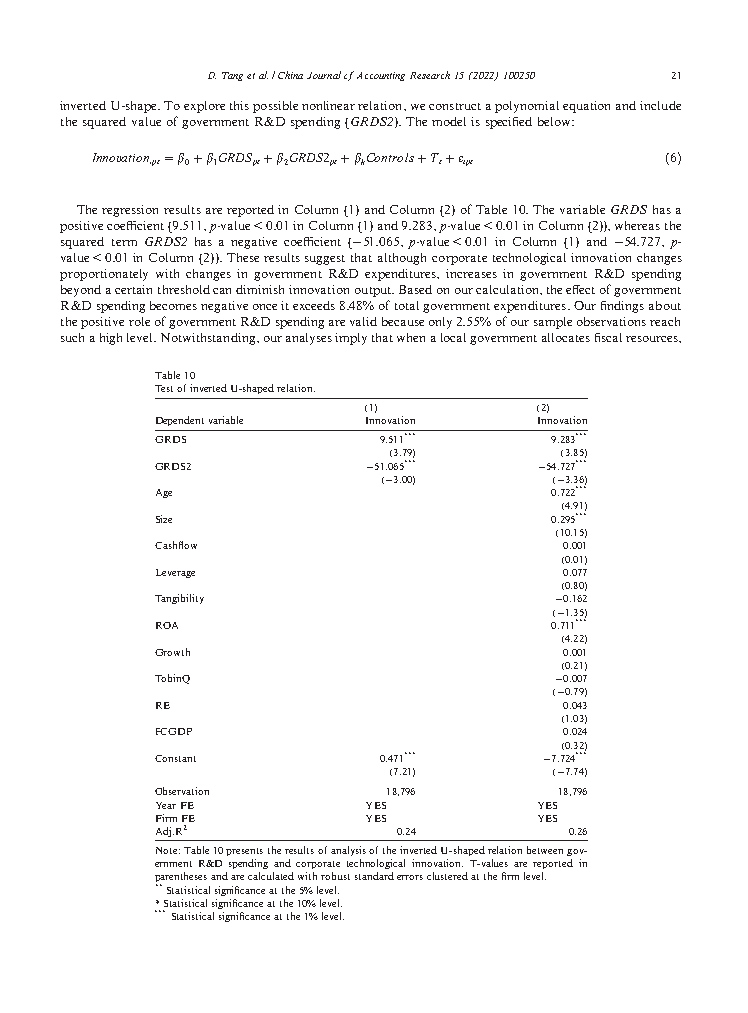 D. Tang et al. / China Journal of Accounting Research 15 (2022) 100250 21
inverted U-shape. To explore this possible nonlinear relation, we construct a polynomial equation and include
the squared value of government R&D spending (GRDS2). The model is specified below:
Innovation,pt = β0 + β1GRDSpt + β2GRDS2pt + βkControls + Tt + εipt (6)
The regression results are reported in Column (1) and Column (2) of Table 10. The variable GRDS has a
positive coefficient (9.511, p-value < 0.01 in Column (1) and 9.283, p-value < 0.01 in Column (2)), whereas the
squared term GRDS2 has a negative coefficient (−51.065, p-value < 0.01 in Column (1) and −54.727, p-
value < 0.01 in Column (2)). These results suggest that although corporate technological innovation changes
proportionately with changes in government R&D expenditures, increases in government R&D spending
beyond a certain threshold can diminish innovation output. Based on our calculation, the effect of government
R&D spending becomes negative once it exceeds 8.48% of total government expenditures. Our findings about
the positive role of government R&D spending are valid because only 2.55% of our sample observations reach
such a high level. Notwithstanding, our analyses imply that when a local government allocates fiscal resources,
Table 10
Test of inverted U-shaped relation.
(1) (2)
Dependent variable Innovation Innovation
GRDS 9.511*** 9.283***
(3.79) (3.85)
GRDS2 −51.065*** −54.727***
(−3.00) (−3.36)
Age 0.722***
(4.91)
Size 0.295***
(10.15)
Cashflow 0.001
(0.01)
Leverage 0.077
(0.80)
Tangibility −0.162
(−1.35)
ROA 0.711***
(4.22)
Growth 0.001
(0.21)
TobinQ −0.007
(−0.79)
RE 0.043
(1.03)
FCGDP 0.024
(0.32)
Constant 0.471*** −7.724***
(7.21) (−7.74)
Observation 18,796 18,796
Year FE YES YES
Firm FE YES YES
Adj.R2 0.24 0.26
Note: Table 10 presents the results of analysis of the inverted U-shaped relation between gov-
ernment R&D spending and corporate technological innovation. T-values are reported in
parentheses and are calculated with robust standard errors clustered at the firm level.
** Statistical significance at the 5% level.
* Statistical significance at the 10% level.
*** Statistical significance at the 1% level.